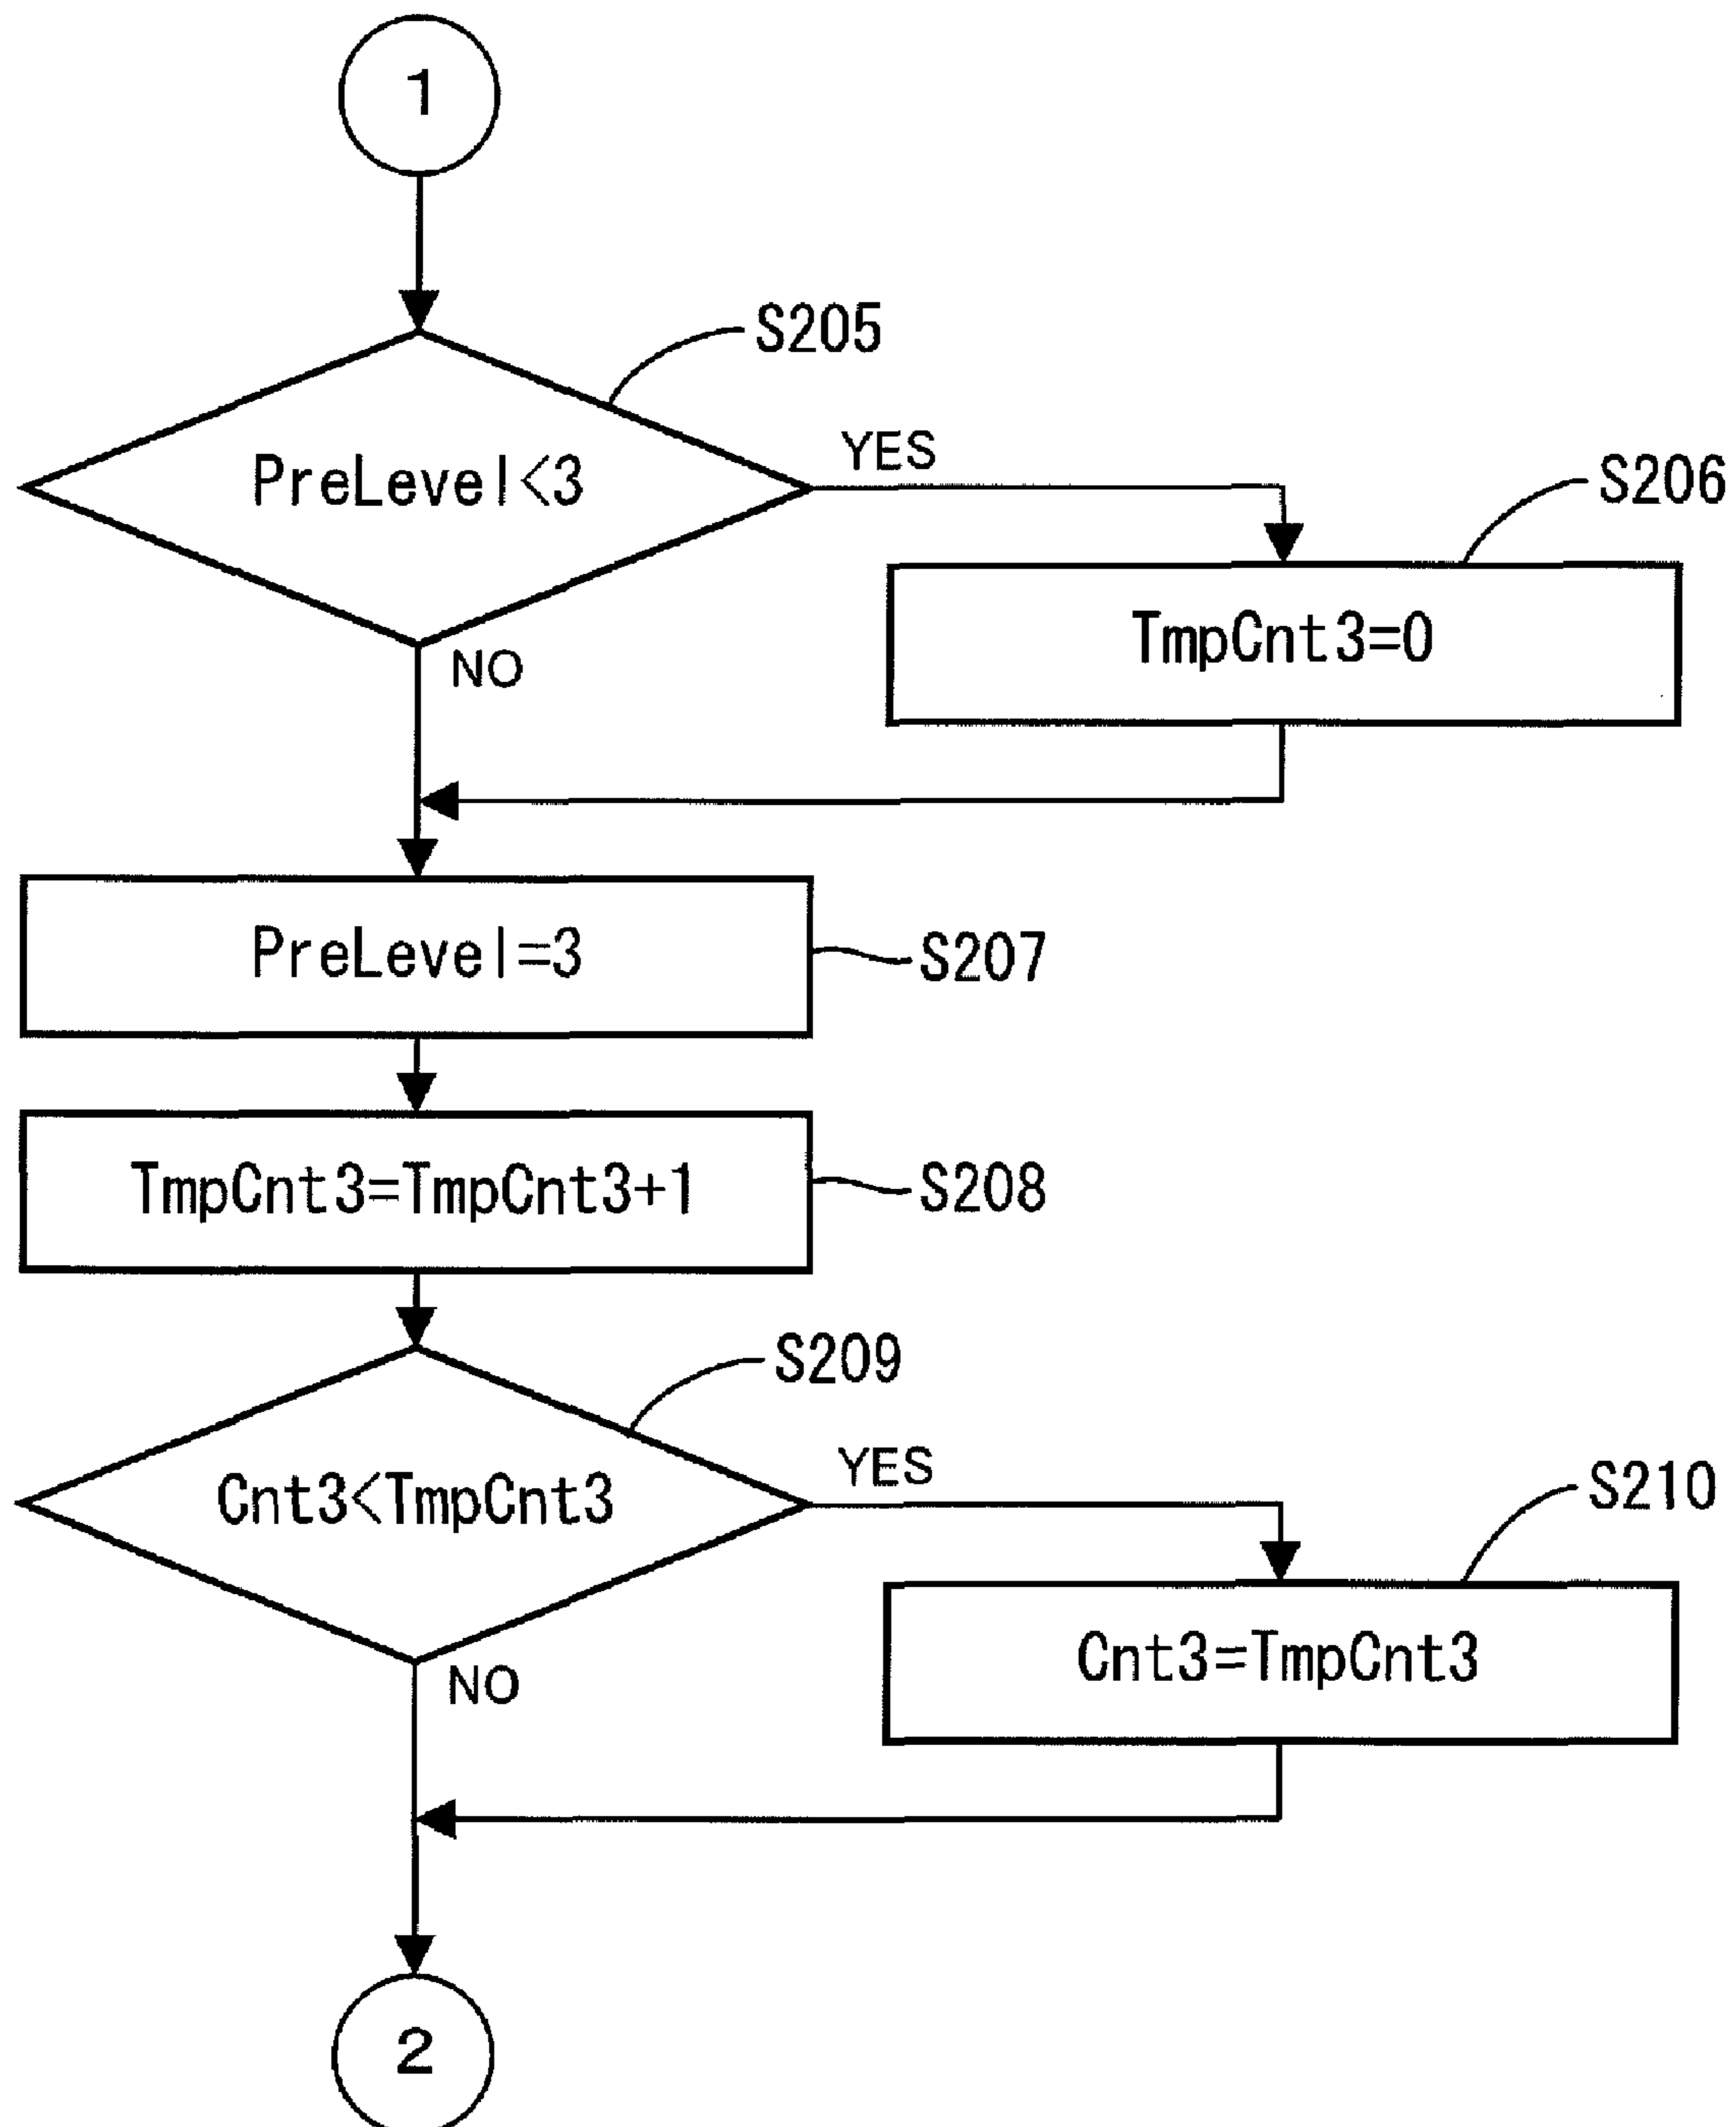 1
S205
PreLevel<3
YES
S206
TmpCnt3=0
NO
PreLevel=3
S207
TmpCnt3=TmpCnt3+1
S208
S209
Cnt3<TmpCnt3
YES
S210
Cnt3=TmpCnt3
NO
2